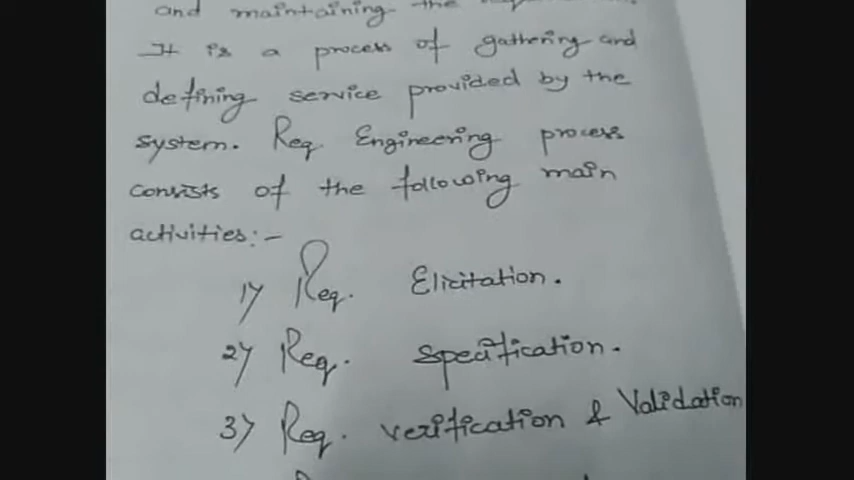 and maintaining the
It is a process of gathering and
defining service provided by the
system. Req. Engineering process
consists of the following main
activities:-
1) Req. Elicitation.
2) Req. Specification.
3) Req. verification & Validation